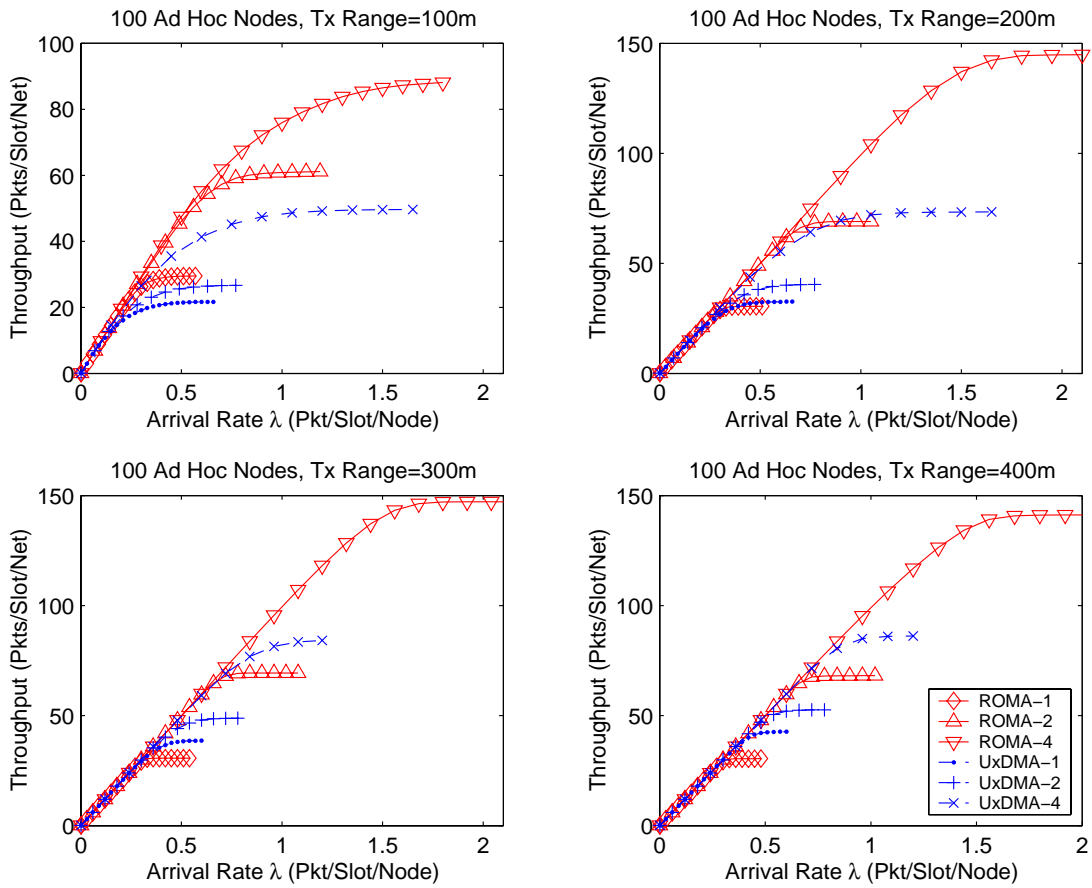 100 Ad Hoc Nodes, Tx Range=100m
100
80
60
40
20
0
Throughput (Pkts/Slot/Net)
0 0.5 1 1.5 2
Arrival Rate λ (Pkt/Slot/Node)
100 Ad Hoc Nodes, Tx Range=200m
150
100
50
0
Throughput (Pkts/Slot/Net)
0 0.5 1 1.5 2
Arrival Rate λ (Pkt/Slot/Node)
100 Ad Hoc Nodes, Tx Range=300m
150
100
50
0
Throughput (Pkts/Slot/Net)
0 0.5 1 1.5 2
Arrival Rate λ (Pkt/Slot/Node)
100 Ad Hoc Nodes, Tx Range=400m
150
100
50
0
Throughput (Pkts/Slot/Net)
0 0.5 1 1.5 2
Arrival Rate λ (Pkt/Slot/Node)
ROMA−1
ROMA−2
ROMA−4
UxDMA−1
UxDMA−2
UxDMA−4